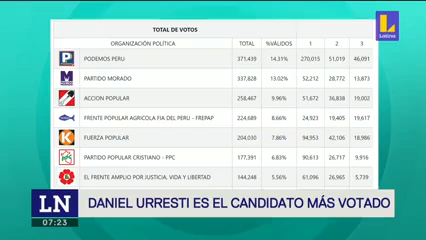 Latina
TOTAL DE VOTOS
ORGANIZACIÓN POLÍTICA TOTAL %VÁLIDOS 1 2 3
PODEMOS PERU 371,439 14.31% 270,015 51,019 46,091
M PARTIDO MORADO 337,828 13.02% 52,212 28,772 13,873
ACCION POPULAR 258,467 9.96% 51,672 36,838 19,002
FRENTE POPULAR AGRICOLA FIA DEL PERU - FREPAP 224,689 8.66% 24,923 19,405 19,617
K FUERZA POPULAR 204,030 7.86% 94,953 42,106 18,986
PARTIDO POPULAR CRISTIANO - PPC 177,391 6.83% 90,613 26,717 9,916
EL FRENTE AMPLIO POR JUSTICIA, VIDA Y LIBERTAD 144,248 5.56% 61,096 26,965 5,739
LN DANIEL URRESTI ES EL CANDIDATO MÁS VOTADO
07:23